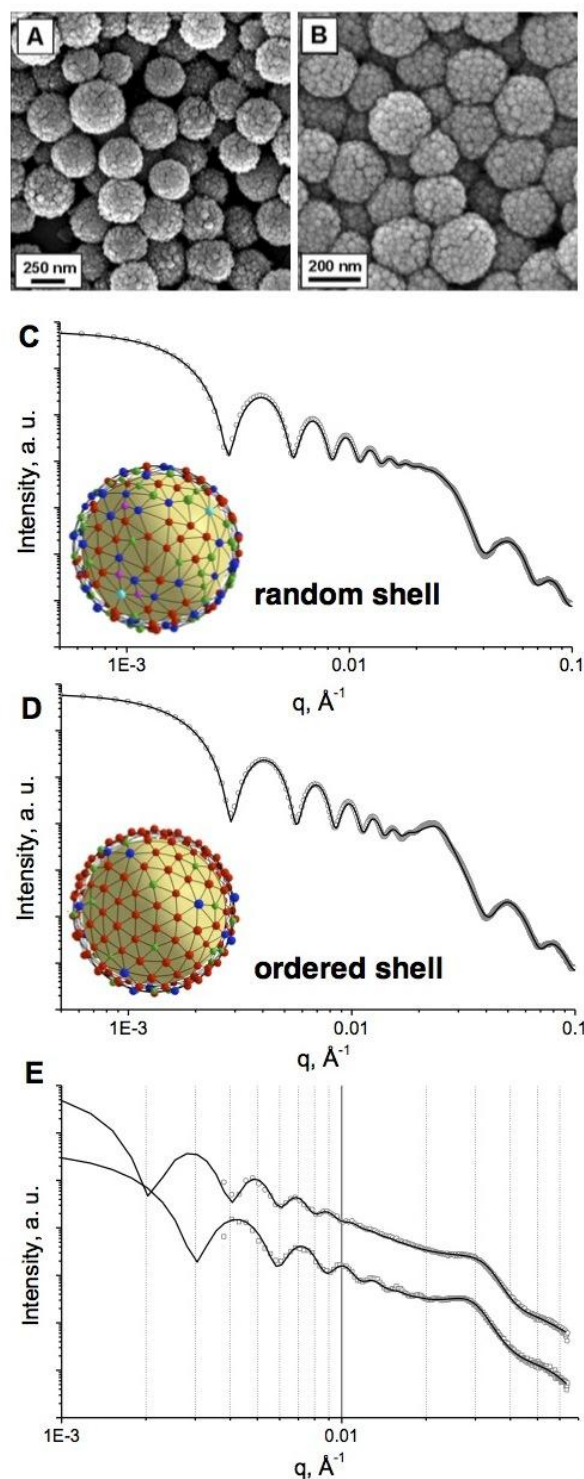 A
B
250 nm
200 nm
C
Intensity, a. u.
random shell
1E-3
0.01
0.1
q, Å⁻¹
D
Intensity, a. u.
ordered shell
1E-3
0.01
0.1
q, Å⁻¹
E
Intensity, a. u.
1E-3
0.01
q, Å⁻¹